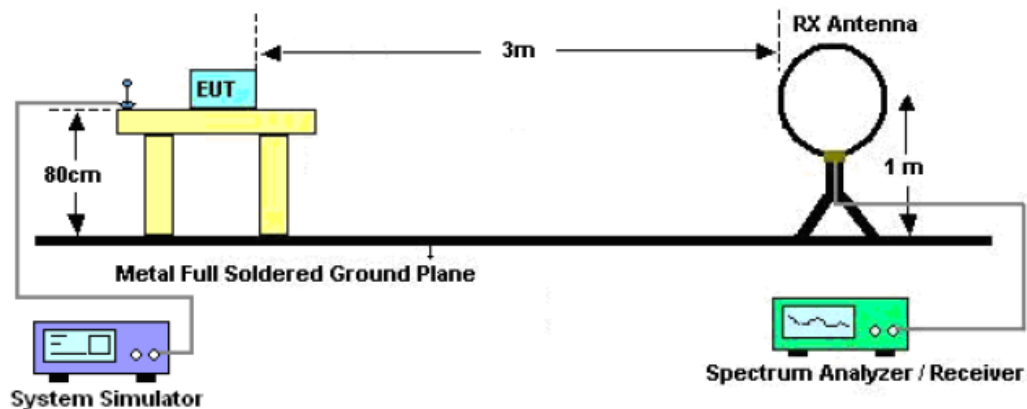 RX Antenna
3m
EUT
80cm
1 m
Metal Full Soldered Ground Plane
System Simulator
Spectrum Analyzer / Receiver